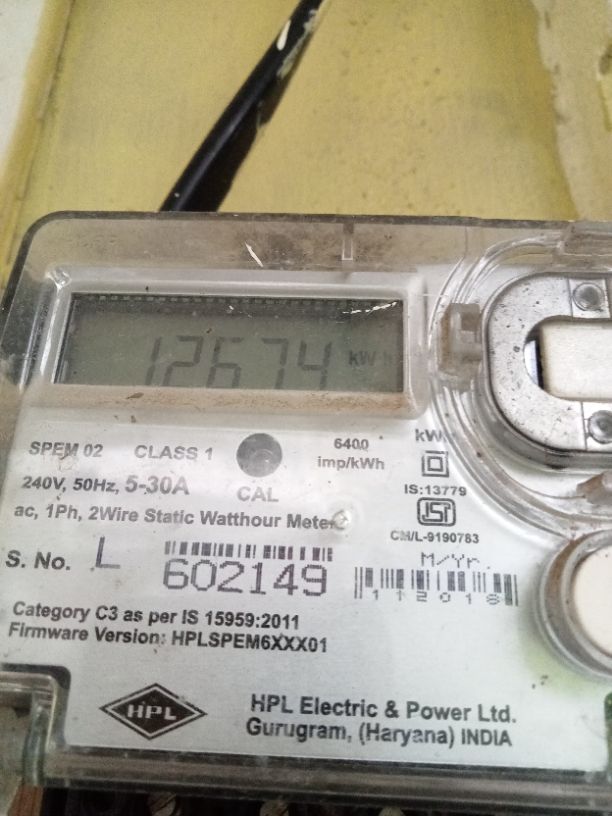 12674 kWh
SPEM 02 CLASS 1 6400 imp/kWh
240V, 50Hz, 5-30A CAL
IS:13779
ac, 1Ph, 2Wire Static Watthour Meter
CM/L-9190783
S. No. L 602149
M/Yr.
112018
Category C3 as per IS 15959:2011
Firmware Version: HPLSPEM6XXX01
HPL
HPL Electric & Power Ltd.
Gurugram, (Haryana) INDIA